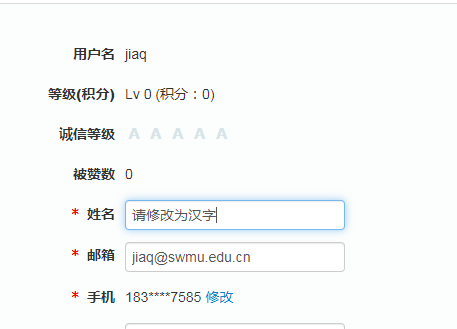 用户名 jiaq
等级(积分) Lv 0 (积分：0)
诚信等级 A A A A A
被赞数 0
* 姓名 请修改为汉字
* 邮箱 jiaq@swmu.edu.cn
* 手机 183****7585 修改